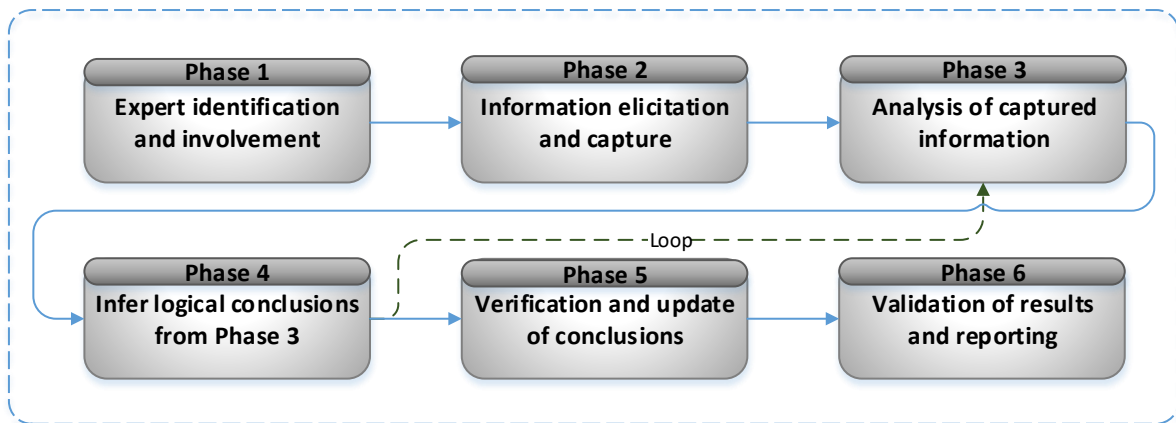 Phase 1
Expert identification
and involvement
Phase 2
Information elicitation
and capture
Phase 3
Analysis of captured
information
Loop
Phase 4
Infer logical conclusions
from Phase 3
Phase 5
Verification and update
of conclusions
Phase 6
Validation of results
and reporting